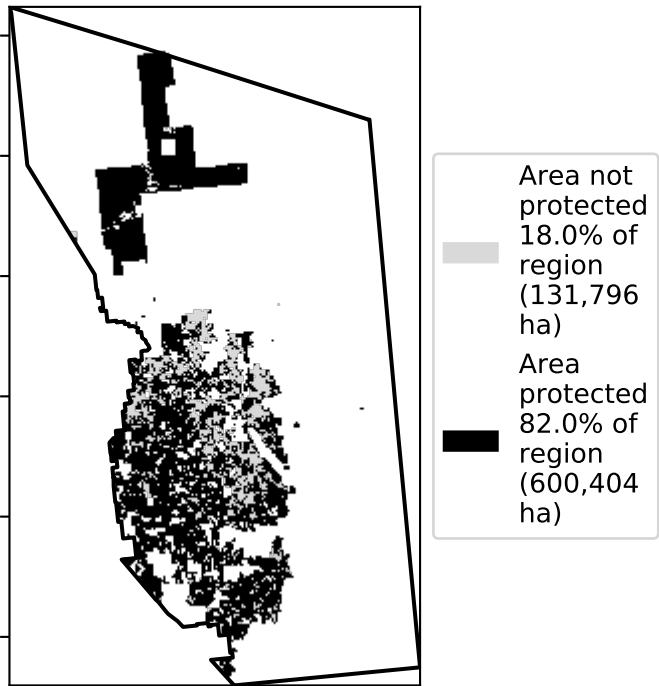 Area not
protected
18.0% of
region
(131,796
ha)
Area
protected
82.0% of
region
(600,404
ha)